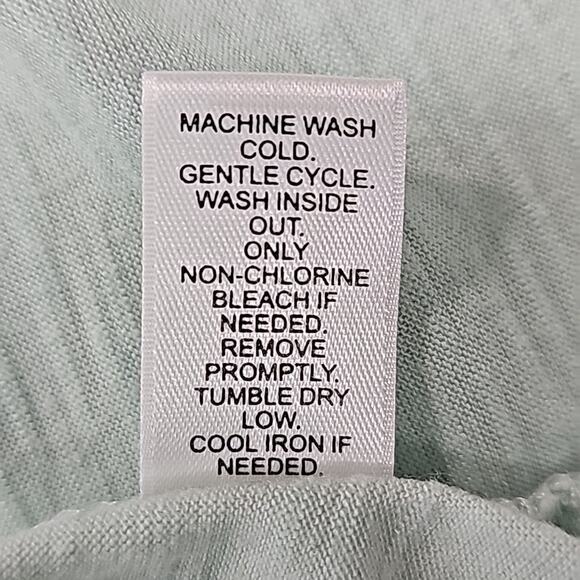 MACHINE WASH
COLD.
GENTLE CYCLE.
WASH INSIDE
OUT.
ONLY
NON-CHLORINE
BLEACH IF
NEEDED.
REMOVE
PROMPTLY.
TUMBLE DRY
LOW.
COOL IRON IF
NEEDED.